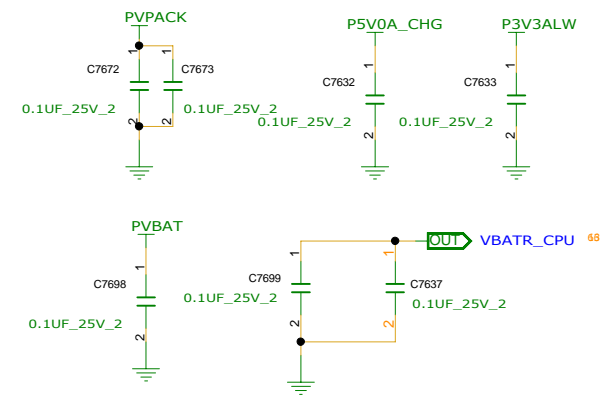 PVPACK
P5V0A_CHG
P3V3ALW
1
1
1
1
C7672
C7673
C7632
C7633
0.1UF_25V_2
0.1UF_25V_2
0.1UF_25V_2
0.1UF_25V_2
2
2
2
2
PVBAT
OUT
VBATR_CPU
1
1
1
C7698
C7699
C7637
0.1UF_25V_2
0.1UF_25V_2
0.1UF_25V_2
2
2
2